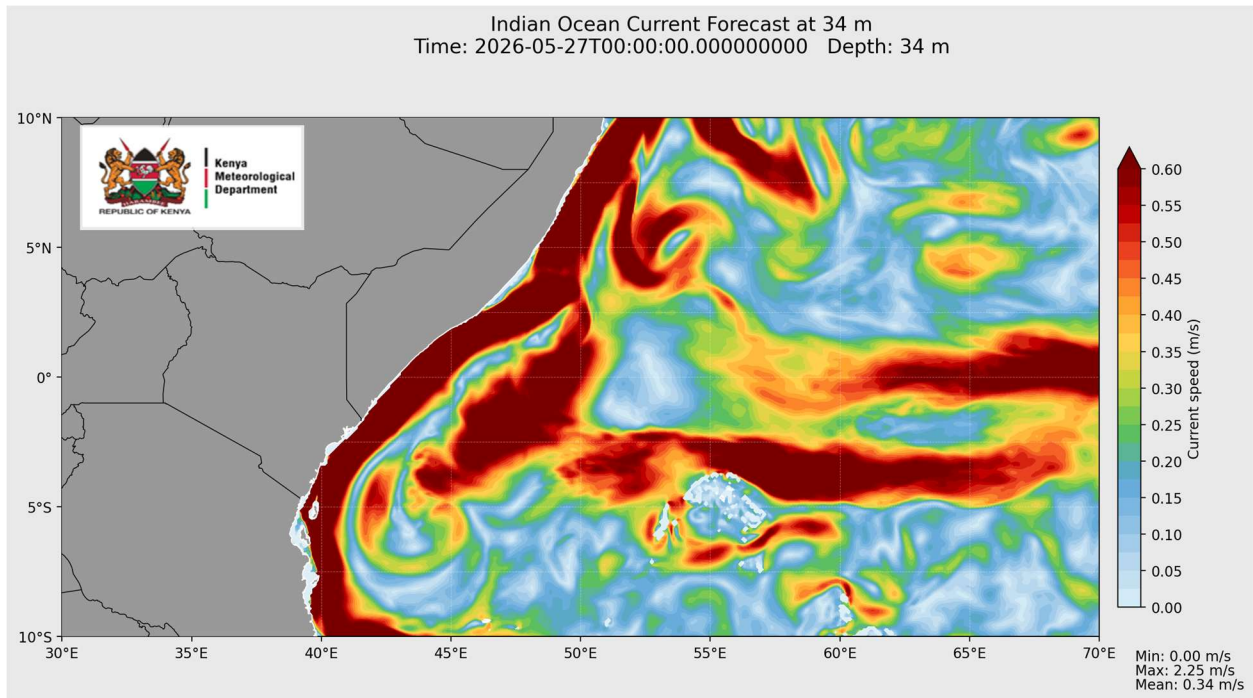 Indian Ocean Current Forecast at 34 m
Time: 2026-05-27T00:00:00.000000000   Depth: 34 m
10°N
5°N
0°
5°S
10°S
Kenya
Meteorological
Department
REPUBLIC OF KENYA
30°E 35°E 40°E 45°E 50°E 55°E 60°E 65°E 70°E
0.60
0.55
0.50
0.45
0.40
0.35
0.30
0.25
0.20
0.15
0.10
0.05
0.00
Current speed (m/s)
Min: 0.00 m/s
Max: 2.25 m/s
Mean: 0.34 m/s